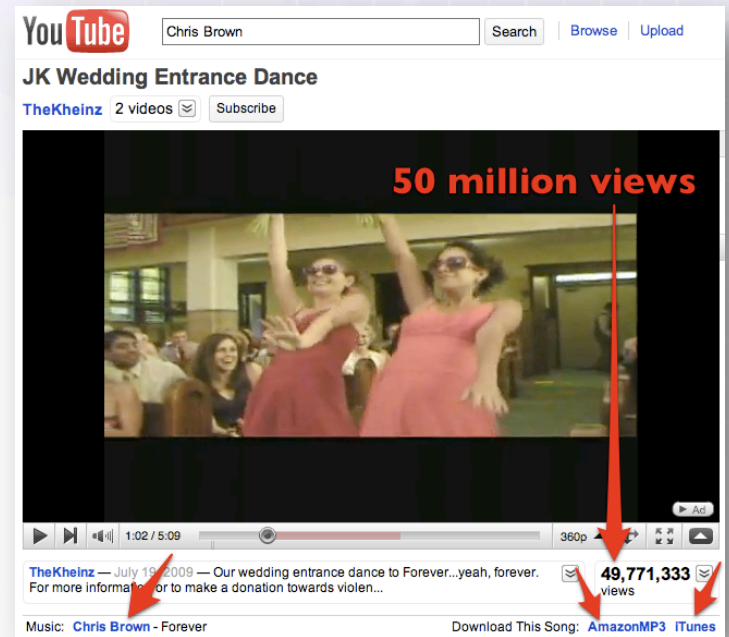 YouTube
Chris Brown Search Browse Upload
JK Wedding Entrance Dance
TheKheinz 2 videos Subscribe
50 million views
Ad
1:02 / 5:09 360p
TheKheinz — July 19, 2009 — Our wedding entrance dance to Forever...yeah, forever.
For more information or to make a donation towards violen...
49,771,333
views
Music: Chris Brown - Forever Download This Song: AmazonMP3 iTunes